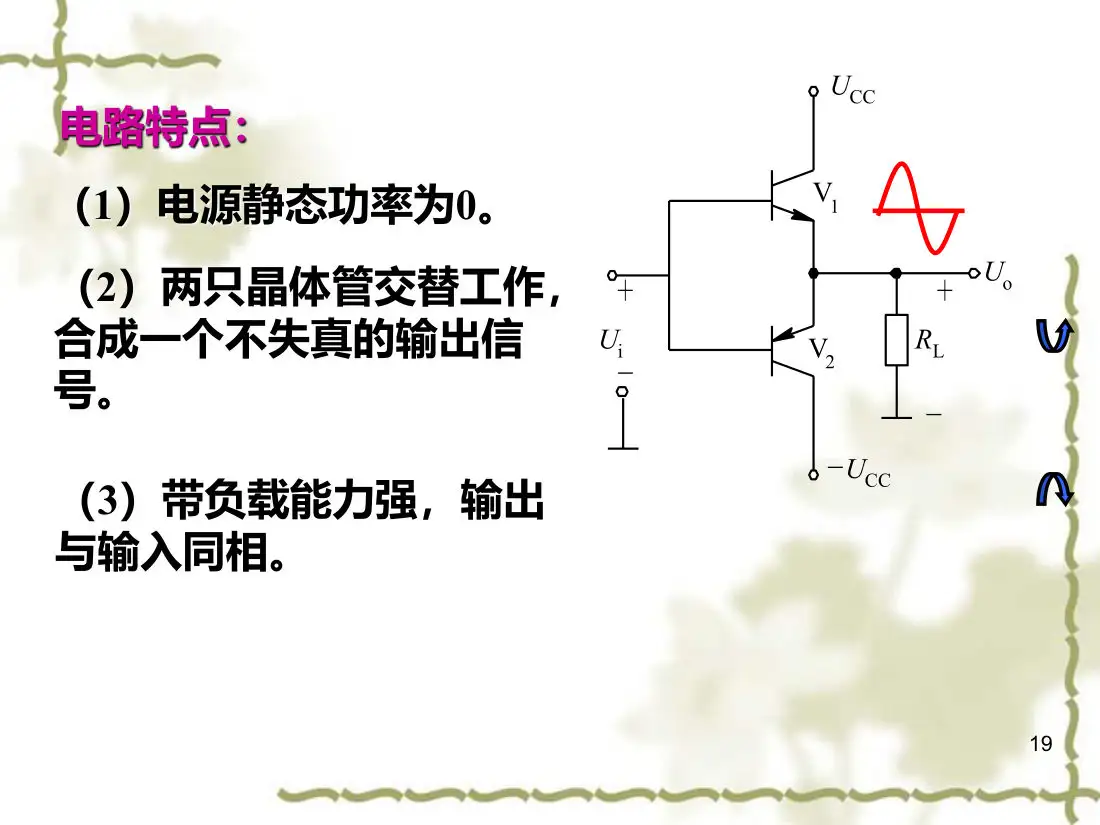 电路特点：
（1）电源静态功率为0。
（2）两只晶体管交替工作，
合成一个不失真的输出信
号。
（3）带负载能力强，输出
与输入同相。
UCC
V1
+
Ui
−
V2
+
Uo
RL
−
−UCC
19